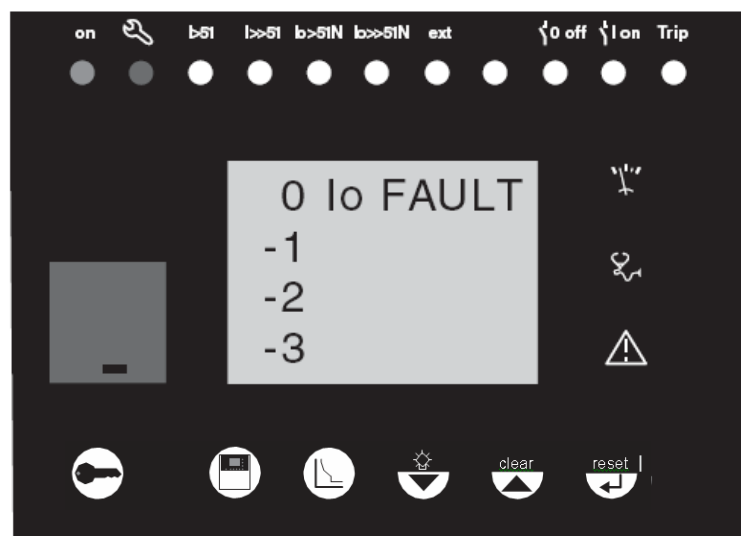 on I>51 I>>51 Io>51N Io>>51N ext 0 off I on Trip
0 Io FAULT
-1
-2
-3
clear reset